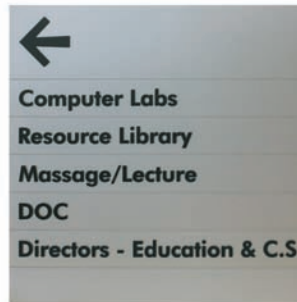 Computer Labs
Resource Library
Massage/Lecture
DOC
Directors - Education & C.S